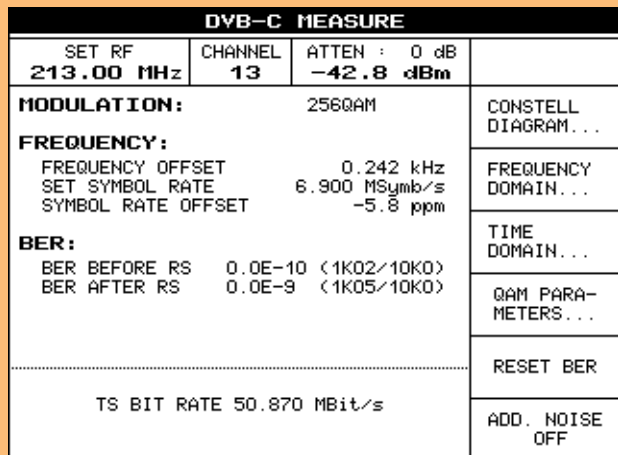 DVB-C MEASURE
SET RF
213.00 MHz
CHANNEL
13
ATTEN : 0 dB
-42.8 dBm
MODULATION: 256QAM
FREQUENCY:
FREQUENCY OFFSET 0.242 kHz
SET SYMBOL RATE 6.900 MSymb/s
SYMBOL RATE OFFSET -5.8 ppm
BER:
BER BEFORE RS 0.0E-10 (1K02/10K0)
BER AFTER RS 0.0E-9 (1K05/10K0)
TS BIT RATE 50.870 MBit/s
CONSTELL
DIAGRAM...
FREQUENCY
DOMAIN...
TIME
DOMAIN...
QAM PARA-
METERS...
RESET BER
ADD. NOISE
OFF